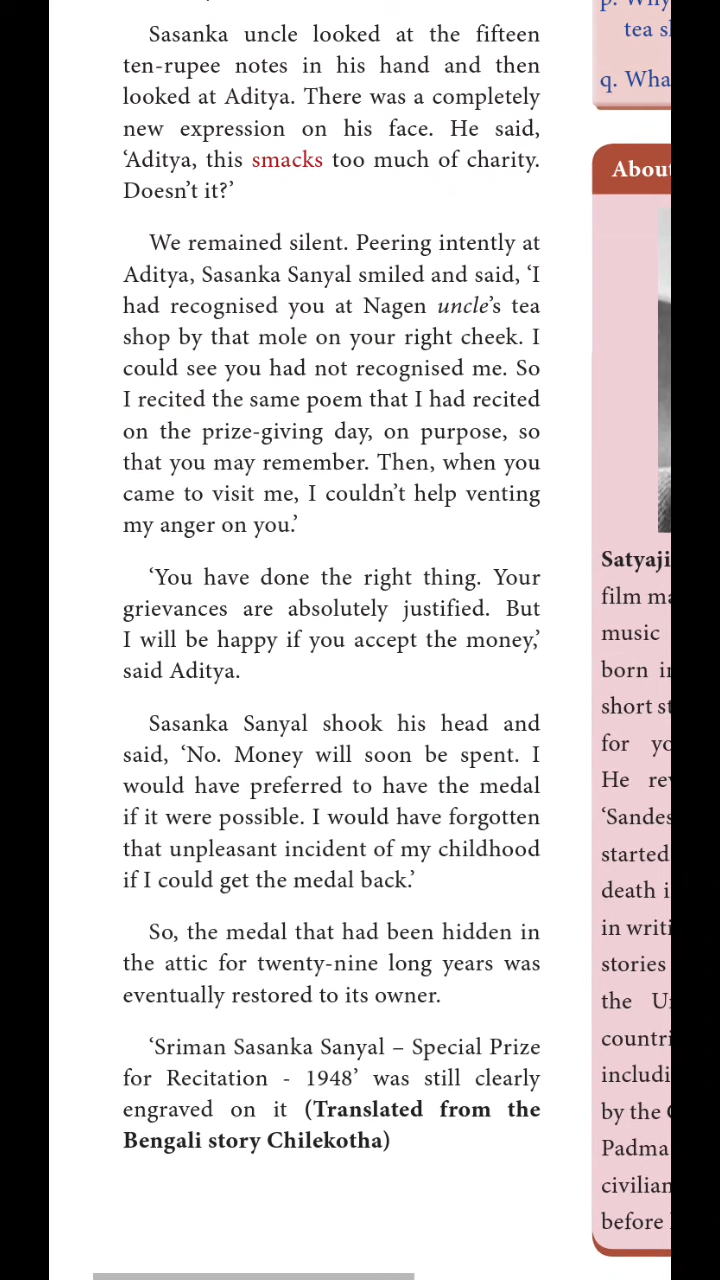 Sasanka uncle looked at the fifteen
ten-rupee notes in his hand and then
looked at Aditya. There was a completely
new expression on his face. He said,
‘Aditya, this smacks too much of charity.
Doesn’t it?’
We remained silent. Peering intently at
Aditya, Sasanka Sanyal smiled and said, ‘I
had recognised you at Nagen uncle’s tea
shop by that mole on your right cheek. I
could see you had not recognised me. So
I recited the same poem that I had recited
on the prize-giving day, on purpose, so
that you may remember. Then, when you
came to visit me, I couldn’t help venting
my anger on you.’
‘You have done the right thing. Your
grievances are absolutely justified. But
I will be happy if you accept the money,’
said Aditya.
Sasanka Sanyal shook his head and
said, ‘No. Money will soon be spent. I
would have preferred to have the medal
if it were possible. I would have forgotten
that unpleasant incident of my childhood
if I could get the medal back.’
So, the medal that had been hidden in
the attic for twenty-nine long years was
eventually restored to its owner.
‘Sriman Sasanka Sanyal – Special Prize
for Recitation - 1948’ was still clearly
engraved on it (Translated from the
Bengali story Chilekotha)
p. Why
tea
q.
About
film
music
born
short
for
He
started
death
in
stories
the
by the
Padma
before